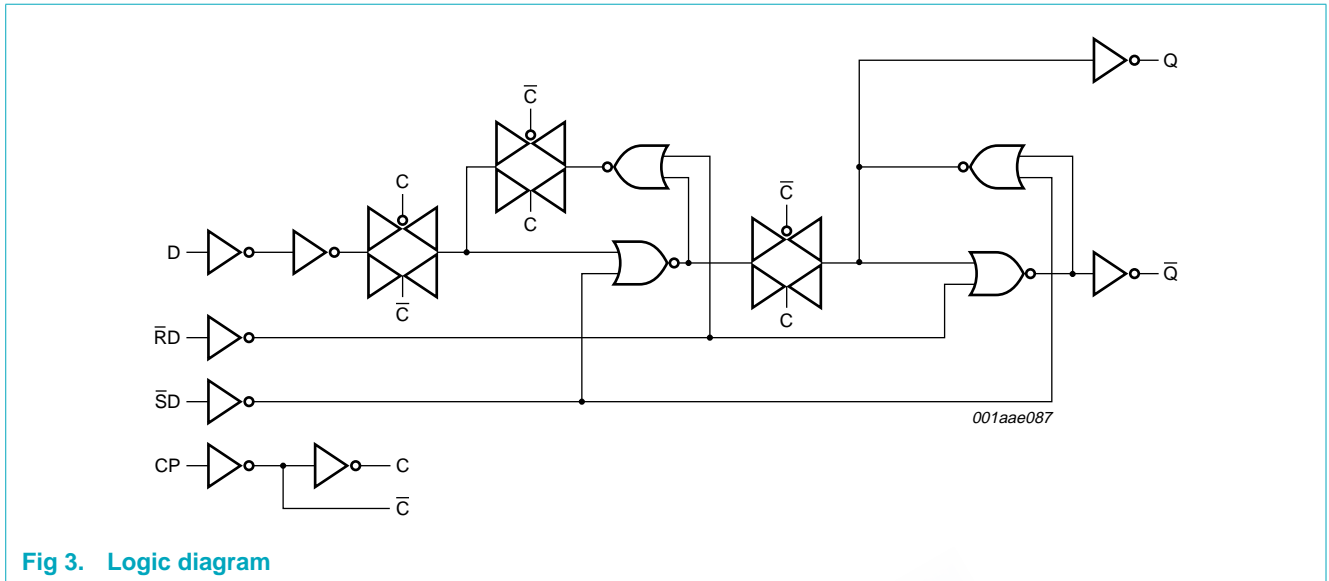 Q
C̅
C
C̅
C
D
Q̅
C̅
C
R̅D
S̅D
001aae087
CP
C
C̅
Fig 3. Logic diagram